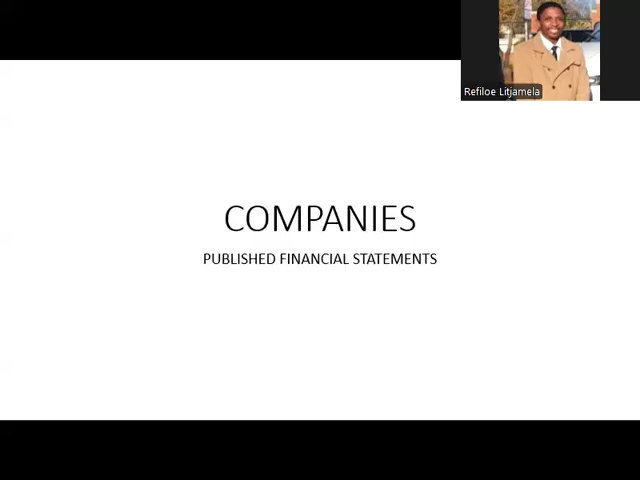 Refiloe Litjamela
COMPANIES
PUBLISHED FINANCIAL STATEMENTS